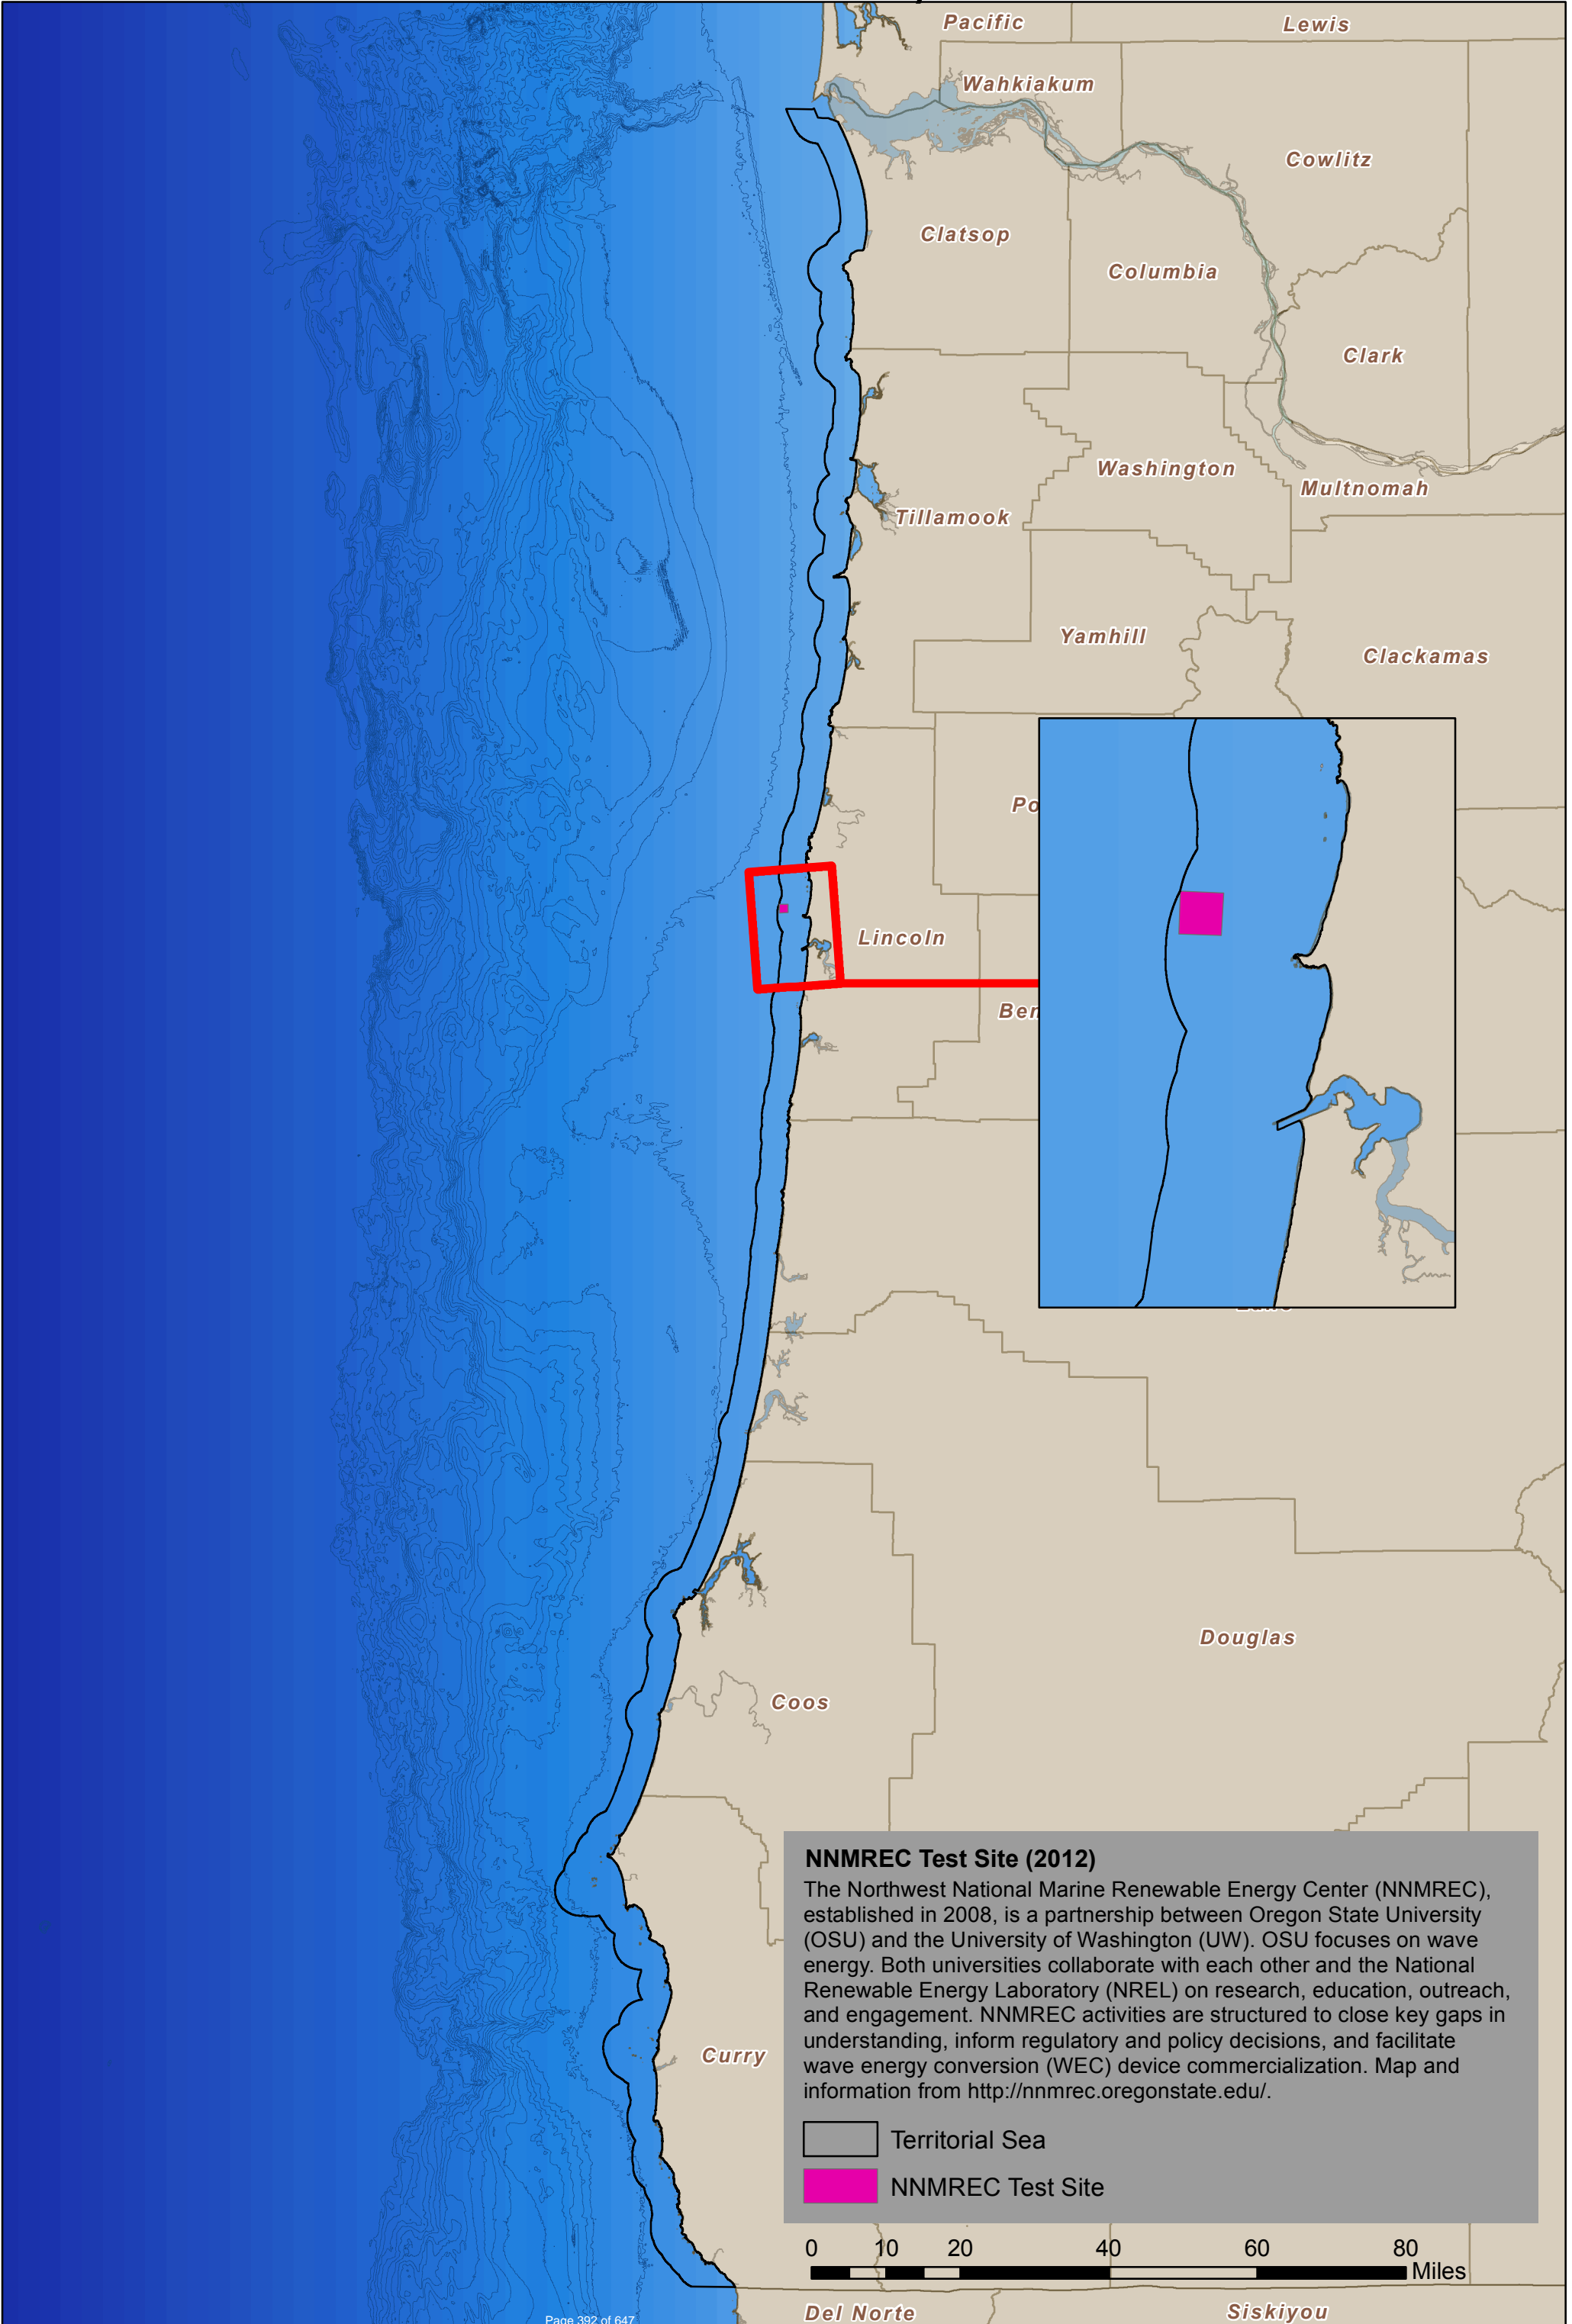 Pacific
Lewis
Wahkiakum
Cowlitz
Clatsop
Columbia
Clark
Washington
Multnomah
Tillamook
Yamhill
Clackamas
Po
Lincoln
Ben
Douglas
Coos
Curry
NNMREC Test Site (2012)
The Northwest National Marine Renewable Energy Center (NNMREC),
established in 2008, is a partnership between Oregon State University
(OSU) and the University of Washington (UW). OSU focuses on wave
energy. Both universities collaborate with each other and the National
Renewable Energy Laboratory (NREL) on research, education, outreach,
and engagement. NNMREC activities are structured to close key gaps in
understanding, inform regulatory and policy decisions, and facilitate
wave energy conversion (WEC) device commercialization. Map and
information from http://nnmrec.oregonstate.edu/.
Territorial Sea
NNMREC Test Site
0 10 20 40 60 80
Miles
Del Norte
Siskiyou
Page 392 of 647